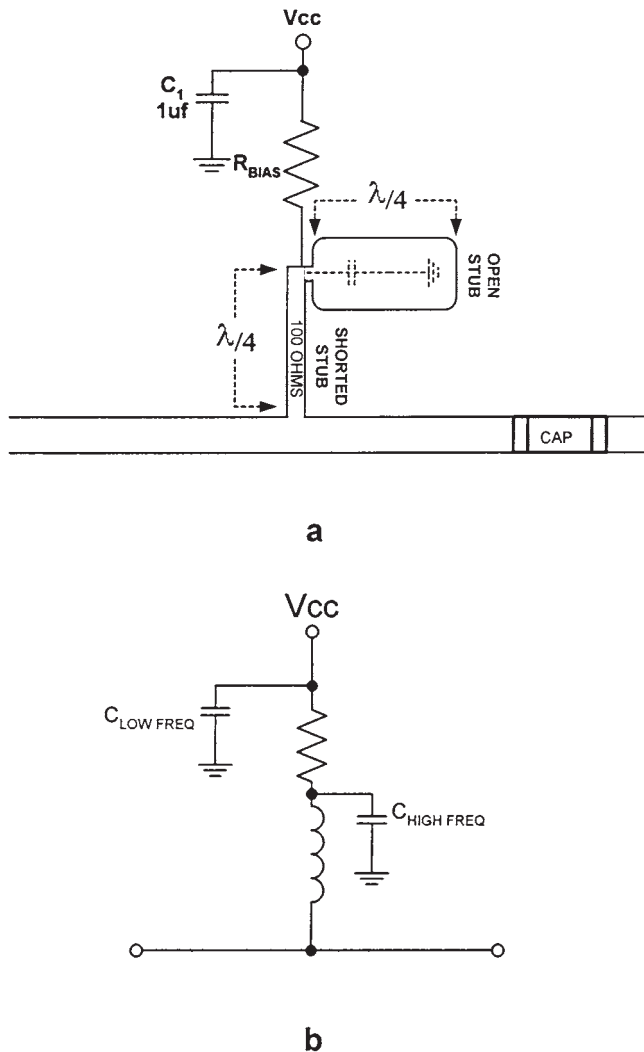 Vcc
C1
1uf
RBIAS
λ/4
OPEN
STUB
λ/4
100 OHMS
SHORTED
STUB
CAP
a
Vcc
CLOW FREQ
CHIGH FREQ
b